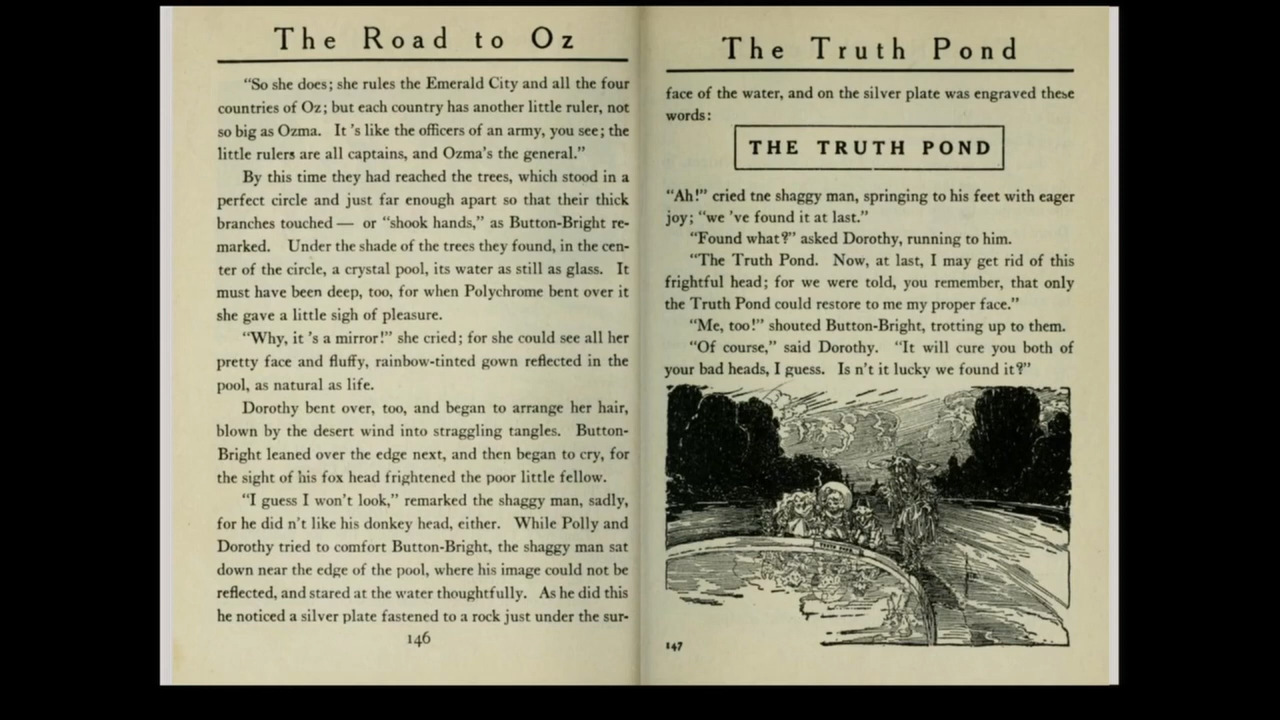 The Road to Oz
“So she does; she rules the Emerald City and all the four
countries of Oz; but each country has another little ruler, not
so big as Ozma. It 's like the officers of an army, you see; the
little rulers are all captains, and Ozma's the general.”
By this time they had reached the trees, which stood in a
perfect circle and just far enough apart so that their thick
branches touched — or “shook hands,” as Button-Bright re-
marked. Under the shade of the trees they found, in the cen-
ter of the circle, a crystal pool, its water as still as glass. It
must have been deep, too, for when Polychrome bent over it
she gave a little sigh of pleasure.
“Why, it 's a mirror!” she cried; for she could see all her
pretty face and fluffy, rainbow-tinted gown reflected in the
pool, as natural as life.
Dorothy bent over, too, and began to arrange her hair,
blown by the desert wind into straggling tangles. Button-
Bright leaned over the edge next, and then began to cry, for
the sight of his fox head frightened the poor little fellow.
“I guess I won't look,” remarked the shaggy man, sadly,
for he did n't like his donkey head, either. While Polly and
Dorothy tried to comfort Button-Bright, the shaggy man sat
down near the edge of the pool, where his image could not be
reflected, and stared at the water thoughtfully. As he did this
he noticed a silver plate fastened to a rock just under the sur-
146
The Truth Pond
face of the water, and on the silver plate was engraved these
words:
THE TRUTH POND
“Ah!” cried tne shaggy man, springing to his feet with eager
joy; “we 've found it at last.”
“Found what?” asked Dorothy, running to him.
“The Truth Pond. Now, at last, I may get rid of this
frightful head; for we were told, you remember, that only
the Truth Pond could restore to me my proper face.”
“Me, too!” shouted Button-Bright, trotting up to them.
“Of course,” said Dorothy. “It will cure you both of
your bad heads, I guess. Is n't it lucky we found it?”
TRUTH POND
147